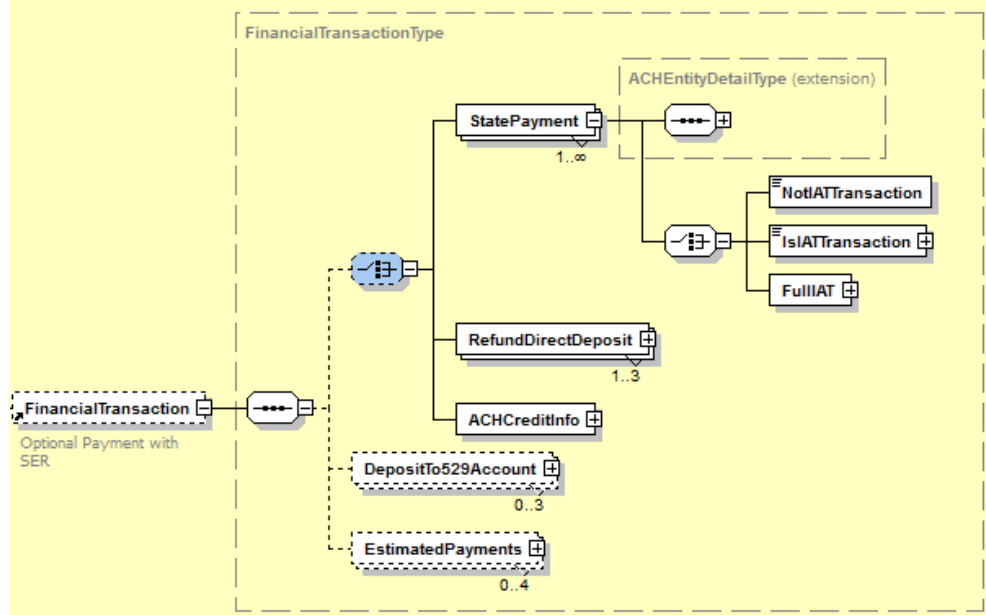 FinancialTransactionType
ACHEntityDetailType (extension)
StatePayment
1..∞
NotIATTransaction
IsIATTransaction
FullIAT
RefundDirectDeposit
1..3
FinancialTransaction
Optional Payment with
SER
ACHCreditInfo
DepositTo529Account
0..3
EstimatedPayments
0..4